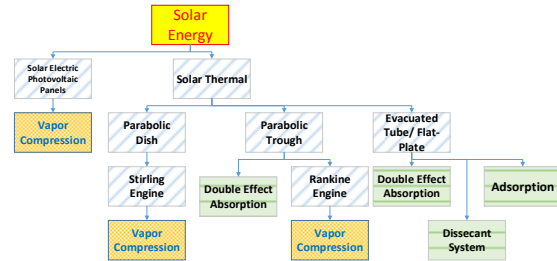 Solar
Energy
Solar Electric
Photovoltaic
Panels
Solar Thermal
Vapor
Compression
Parabolic
Dish
Parabolic
Trough
Evacuated
Tube/ Flat-
Plate
Stirling
Engine
Double Effect
Absorption
Rankine
Engine
Double Effect
Absorption
Adsorption
Vapor
Compression
Vapor
Compression
Dissecant
System